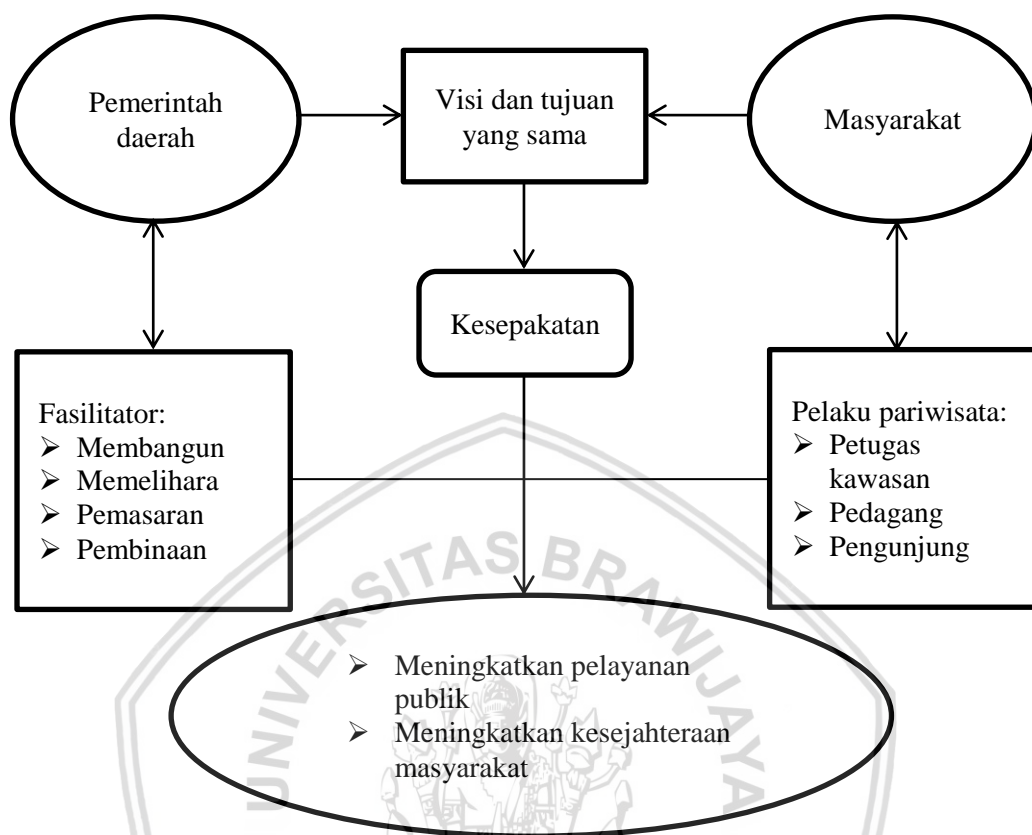 Pemerintah
daerah
Visi dan tujuan
yang sama
Masyarakat
Kesepakatan
Fasilitator:
➢ Membangun
➢ Memelihara
➢ Pemasaran
➢ Pembinaan
Pelaku pariwisata:
➢ Petugas
kawasan
➢ Pedagang
➢ Pengunjung
UNIVERSITAS BRAWIJAYA
➢ Meningkatkan pelayanan
publik
➢ Meningkatkan kesejahteraan
masyarakat